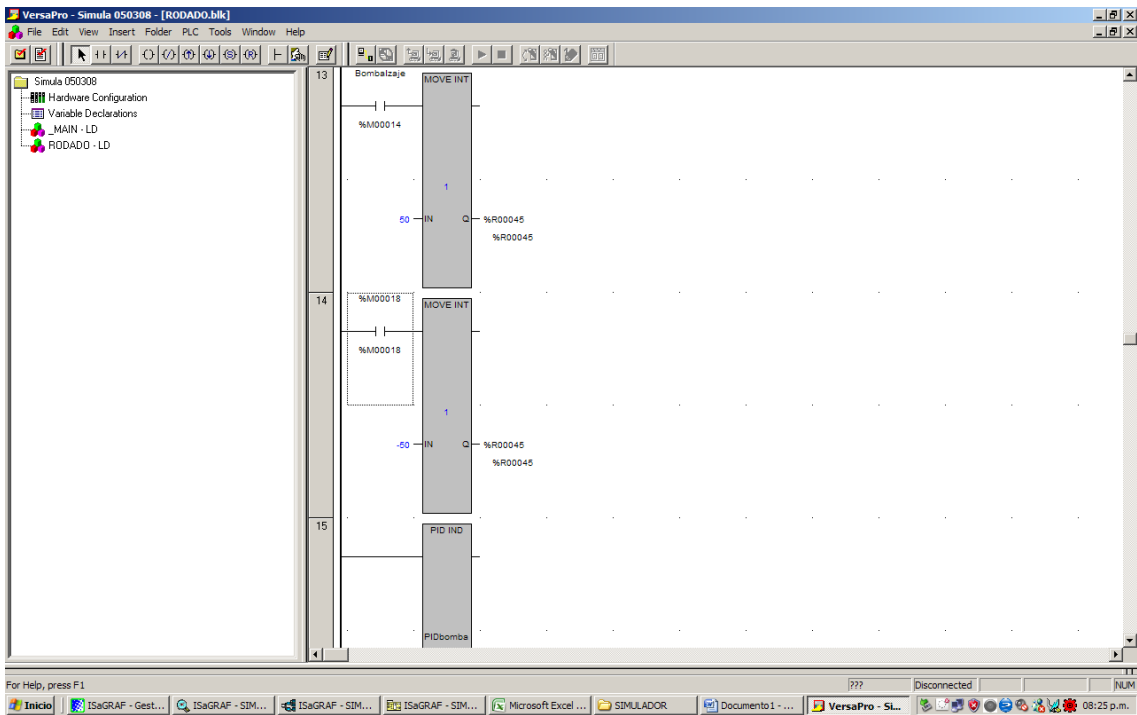 VersaPro - Simula 050308 - [RODADO.blk]
File Edit View Insert Folder PLC Tools Window Help
Simula 050308
Hardware Configuration
Variable Declarations
_MAIN - LD
RODADO - LD
13
BombaIzaje
MOVE INT
%M00014
1
50
IN
Q
%R00045
%R00045
14
%M00018
MOVE INT
%M00018
1
-50
IN
Q
%R00045
%R00045
15
PID IND
PIDbomba
For Help, press F1
???
Disconnected
NUM
Inicio
ISaGRAF - Gest...
ISaGRAF - SIM...
ISaGRAF - SIM...
ISaGRAF - SIM...
Microsoft Excel ...
SIMULADOR
Documento1 - ...
VersaPro - Si...
08:25 p.m.